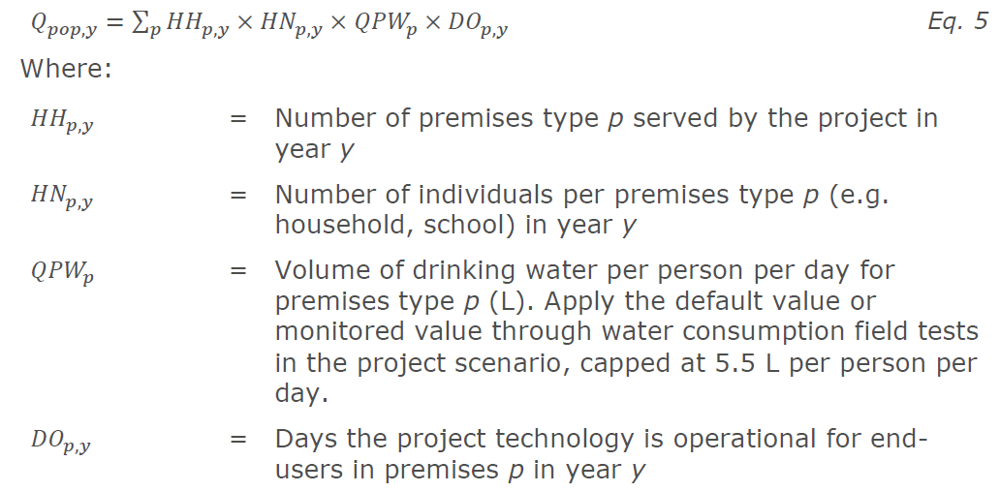 Q_{pop,y} = ∑_p HH_{p,y} × HN_{p,y} × QPW_p × DO_{p,y} Eq. 5
Where:
HH_{p,y} = Number of premises type p served by the project in
year y
HN_{p,y} = Number of individuals per premises type p (e.g.
household, school) in year y
QPW_p = Volume of drinking water per person per day for
premises type p (L). Apply the default value or
monitored value through water consumption field tests
in the project scenario, capped at 5.5 L per person per
day.
DO_{p,y} = Days the project technology is operational for end-
users in premises p in year y